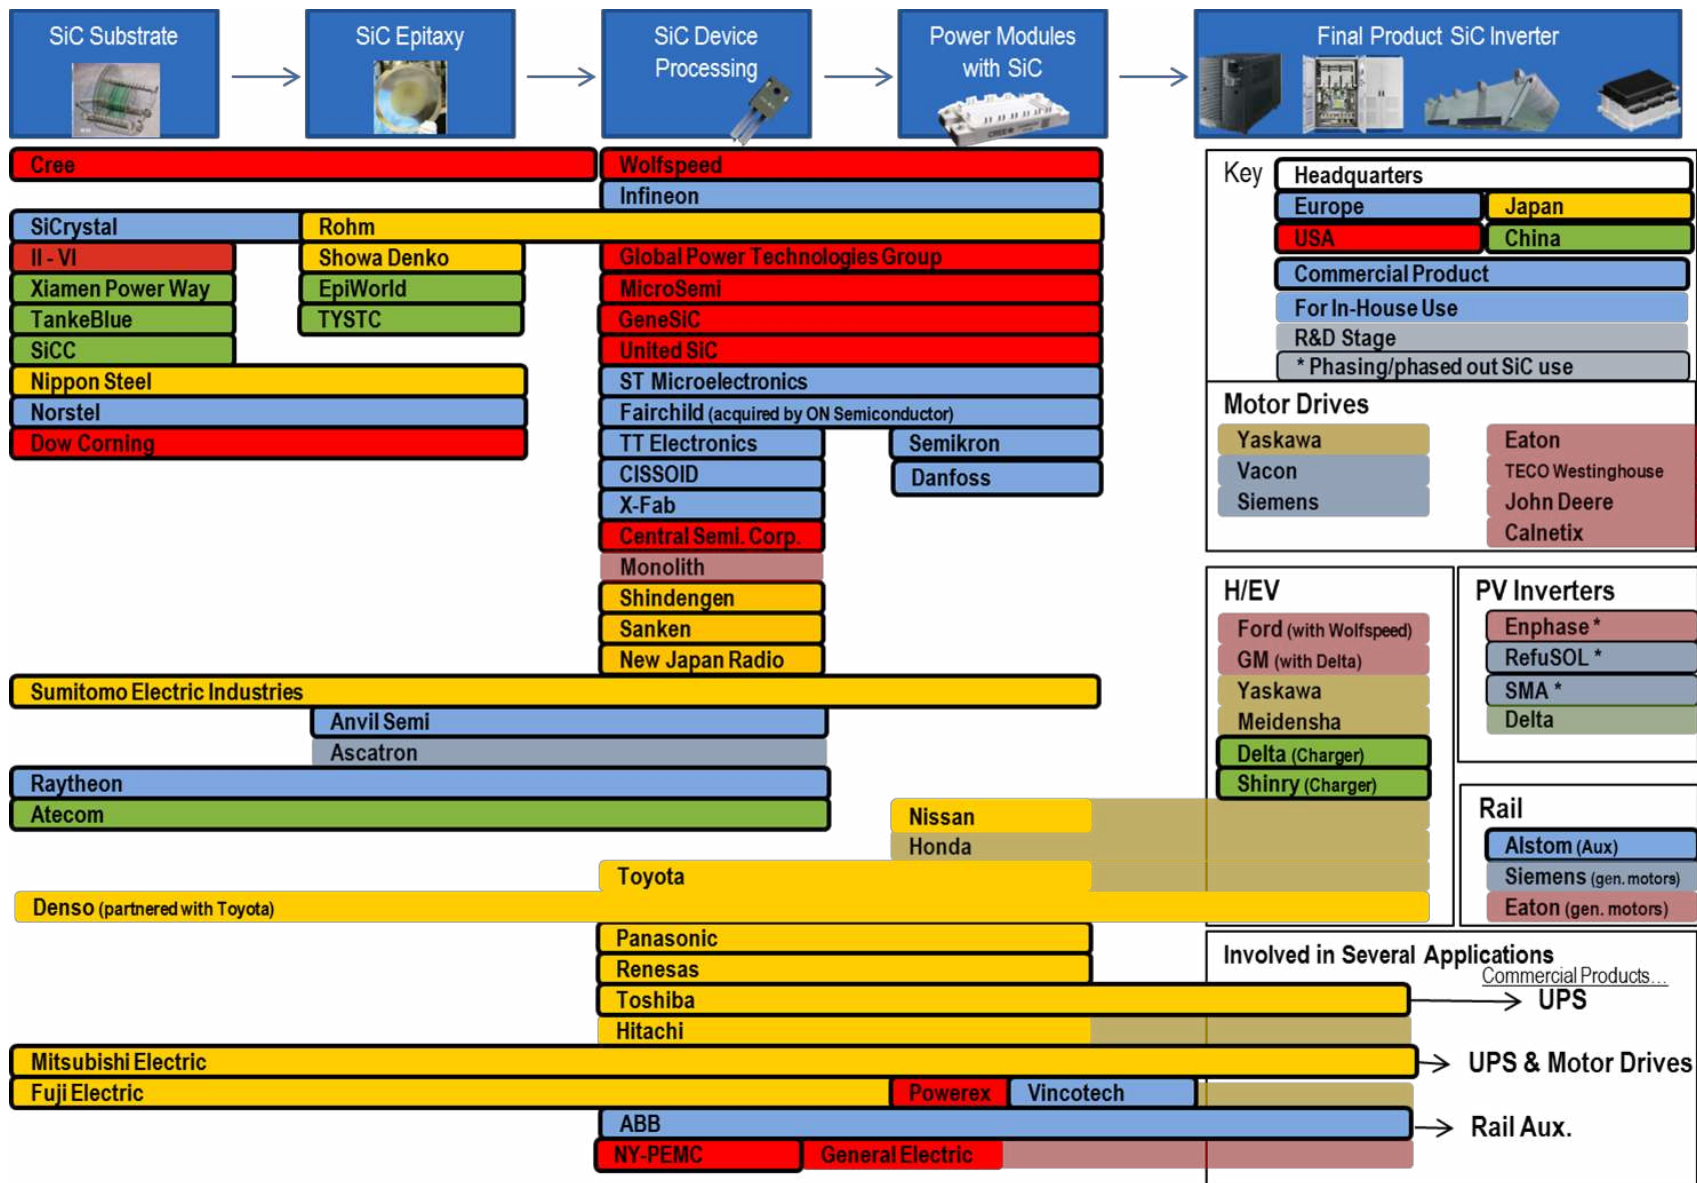 SiC Substrate
SiC Epitaxy
SiC Device
Processing
Power Modules
with SiC
Final Product SiC Inverter
Cree
Wolfspeed
Infineon
SiCrystal
Rohm
II - VI
Showa Denko
Global Power Technologies Group
Xiamen Power Way
EpiWorld
MicroSemi
TankeBlue
TYSTC
GeneSiC
SiCC
United SiC
Nippon Steel
ST Microelectronics
Norstel
Fairchild (acquired by ON Semiconductor)
Dow Corning
TT Electronics
Semikron
CISSOID
Danfoss
X-Fab
Central Semi. Corp.
Monolith
Shindengen
Sanken
New Japan Radio
Sumitomo Electric Industries
Anvil Semi
Ascatron
Raytheon
Atecom
Nissan
Honda
Toyota
Denso (partnered with Toyota)
Panasonic
Renesas
Toshiba
Hitachi
Mitsubishi Electric
Fuji Electric
Powerex
Vincotech
ABB
NY-PEMC
General Electric
Key
Headquarters
Europe
Japan
USA
China
Commercial Product
For In-House Use
R&D Stage
* Phasing/phased out SiC use
Motor Drives
Yaskawa
Eaton
Vacon
TECO Westinghouse
Siemens
John Deere
Calnetix
H/EV
Ford (with Wolfspeed)
GM (with Delta)
Yaskawa
Meidensha
Delta (Charger)
Shinry (Charger)
PV Inverters
Enphase *
RefuSOL *
SMA *
Delta
Rail
Alstom (Aux)
Siemens (gen. motors)
Eaton (gen. motors)
Involved in Several Applications
Commercial Products...
UPS
UPS & Motor Drives
Rail Aux.
CREE